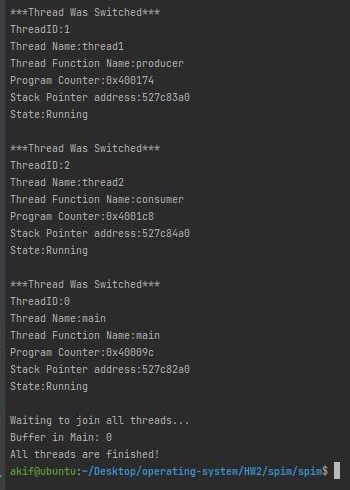 ***Thread Was Switched***
ThreadID:1
Thread Name:thread1
Thread Function Name:producer
Program Counter:0x400174
Stack Pointer address:527c83a0
State:Running

***Thread Was Switched***
ThreadID:2
Thread Name:thread2
Thread Function Name:consumer
Program Counter:0x4001c8
Stack Pointer address:527c84a0
State:Running

***Thread Was Switched***
ThreadID:0
Thread Name:main
Thread Function Name:main
Program Counter:0x40009c
Stack Pointer address:527c82a0
State:Running

Waiting to join all threads...
Buffer in Main: 0
All threads are finished!
akif@ubuntu:~/Desktop/operating-system/HW2/spim/spim$